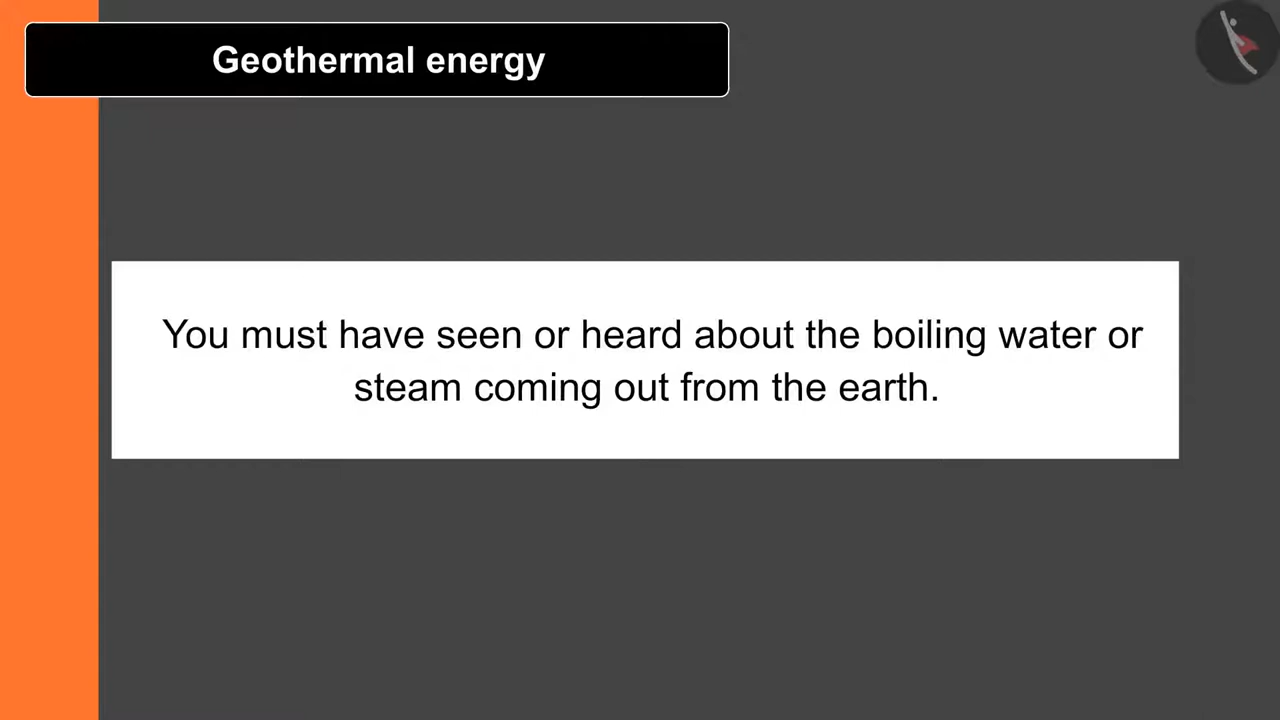 Geothermal energy
You must have seen or heard about the boiling water or
steam coming out from the earth.